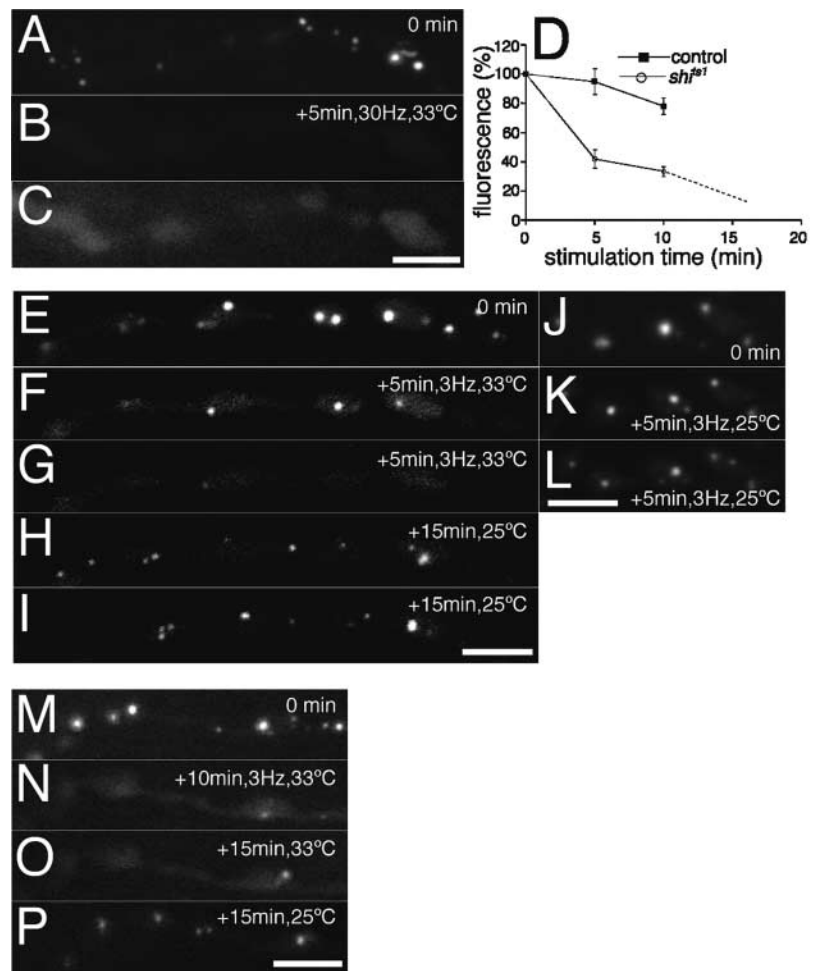 A
0 min
B
+5min,30Hz,33ºC
C
D
control
shi^ts1
fluorescence (%)
120
100
80
60
40
20
0
0
5
10
15
20
stimulation time (min)
E
0 min
F
+5min,3Hz,33ºC
G
+5min,3Hz,33ºC
H
+15min,25ºC
I
+15min,25ºC
J
0 min
K
+5min,3Hz,25ºC
L
+5min,3Hz,25ºC
M
0 min
N
+10min,3Hz,33ºC
O
+15min,33ºC
P
+15min,25ºC